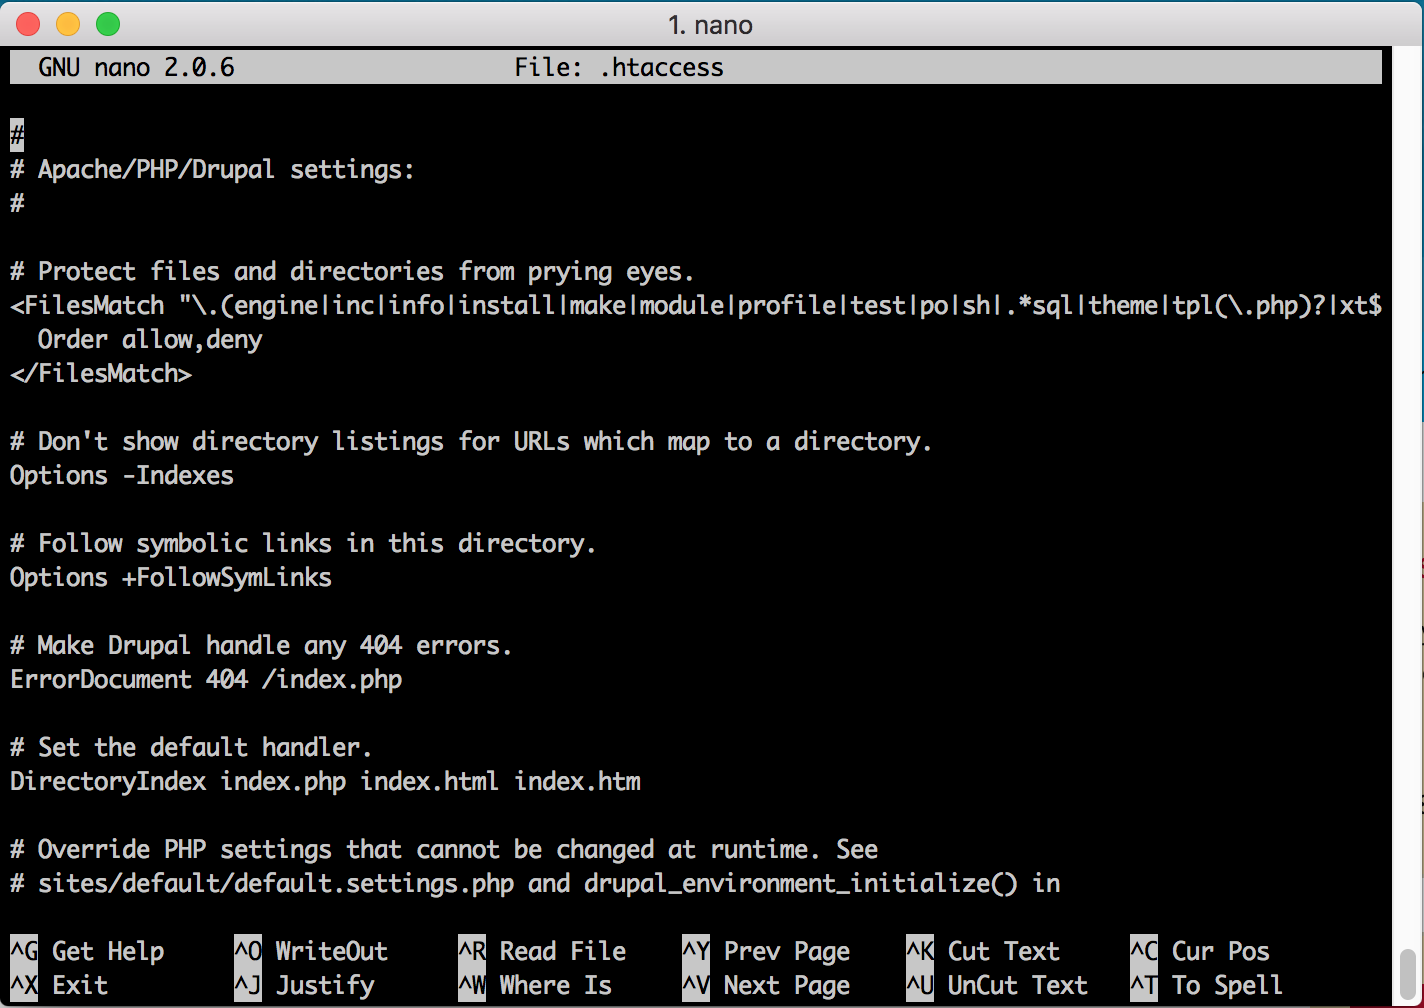 1. nano
GNU nano 2.0.6 File: .htaccess
#
# Apache/PHP/Drupal settings:
#
# Protect files and directories from prying eyes.
<FilesMatch "\.(engine|inc|info|install|make|module|profile|test|po|sh|.*sql|theme|tpl(\.php)?|xt$
  Order allow,deny
</FilesMatch>
# Don't show directory listings for URLs which map to a directory.
Options -Indexes
# Follow symbolic links in this directory.
Options +FollowSymLinks
# Make Drupal handle any 404 errors.
ErrorDocument 404 /index.php
# Set the default handler.
DirectoryIndex index.php index.html index.htm
# Override PHP settings that cannot be changed at runtime. See
# sites/default/default.settings.php and drupal_environment_initialize() in
^G Get Help ^O WriteOut ^R Read File ^Y Prev Page ^K Cut Text ^C Cur Pos
^X Exit ^J Justify ^W Where Is ^V Next Page ^U UnCut Text ^T To Spell